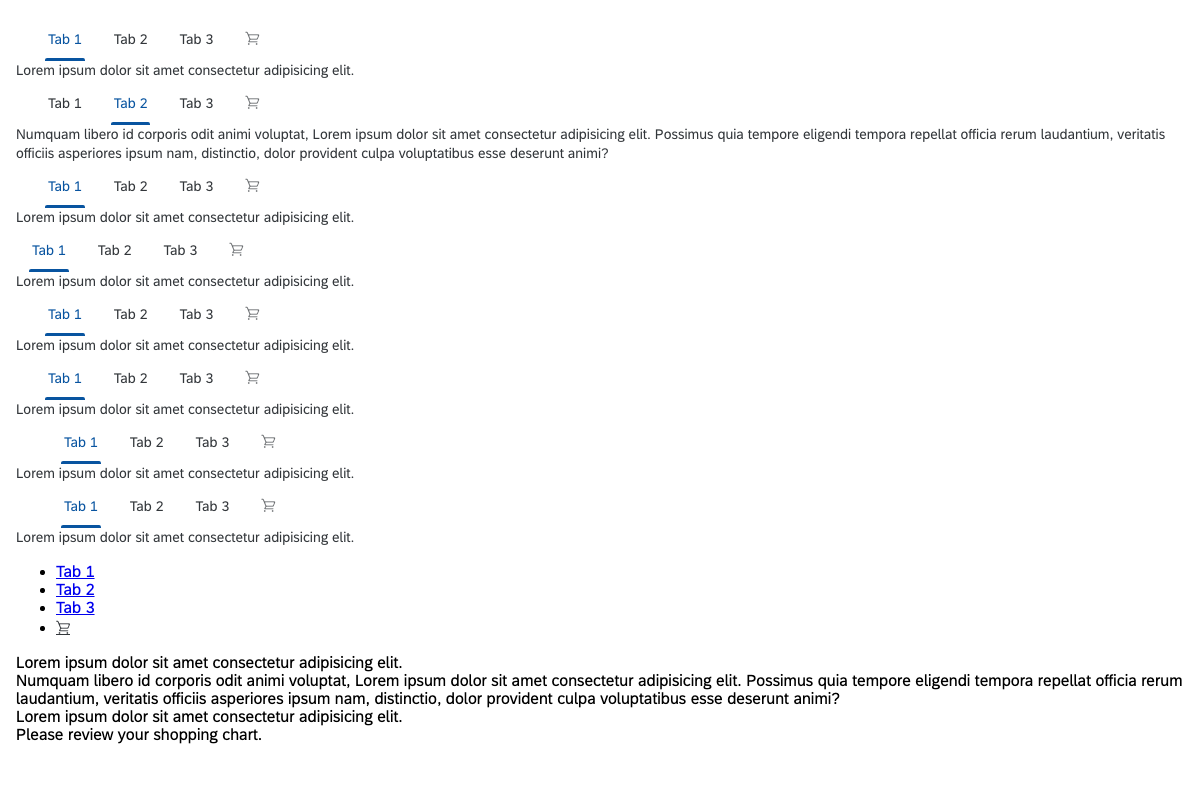 Tab 1 Tab 2 Tab 3
Lorem ipsum dolor sit amet consectetur adipisicing elit.
Tab 1 Tab 2 Tab 3
Numquam libero id corporis odit animi voluptat, Lorem ipsum dolor sit amet consectetur adipisicing elit. Possimus quia tempore eligendi tempora repellat officia rerum laudantium, veritatis
officiis asperiores ipsum nam, distinctio, dolor provident culpa voluptatibus esse deserunt animi?
Tab 1 Tab 2 Tab 3
Lorem ipsum dolor sit amet consectetur adipisicing elit.
Tab 1 Tab 2 Tab 3
Lorem ipsum dolor sit amet consectetur adipisicing elit.
Tab 1 Tab 2 Tab 3
Lorem ipsum dolor sit amet consectetur adipisicing elit.
Tab 1 Tab 2 Tab 3
Lorem ipsum dolor sit amet consectetur adipisicing elit.
Tab 1 Tab 2 Tab 3
Lorem ipsum dolor sit amet consectetur adipisicing elit.
Tab 1 Tab 2 Tab 3
Lorem ipsum dolor sit amet consectetur adipisicing elit.
Tab 1
Tab 2
Tab 3
Lorem ipsum dolor sit amet consectetur adipisicing elit.
Numquam libero id corporis odit animi voluptat, Lorem ipsum dolor sit amet consectetur adipisicing elit. Possimus quia tempore eligendi tempora repellat officia rerum
laudantium, veritatis officiis asperiores ipsum nam, distinctio, dolor provident culpa voluptatibus esse deserunt animi?
Lorem ipsum dolor sit amet consectetur adipisicing elit.
Please review your shopping chart.